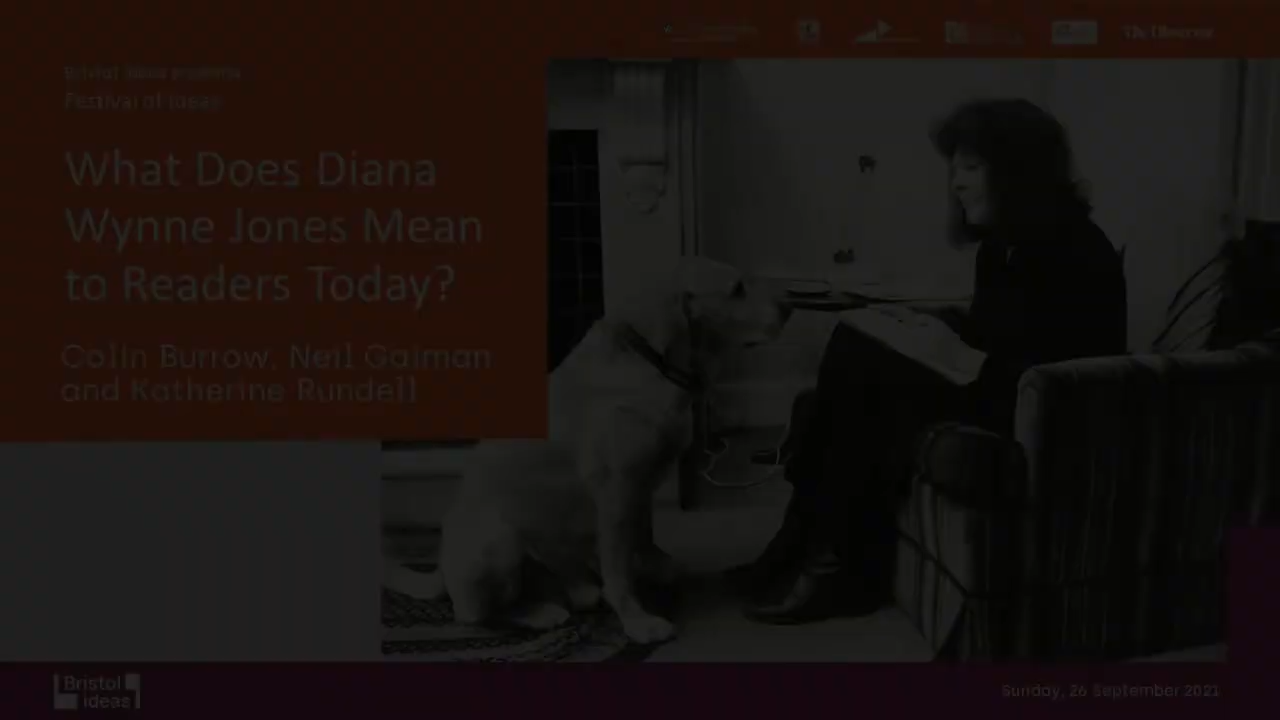 The Observer
Bristol Ideas presents
Festival of Ideas
What Does Diana
Wynne Jones Mean
to Readers Today?
Colin Burrow, Neil Gaiman
and Katherine Rundell
Bristol
ideas
Sunday, 26 September 2021